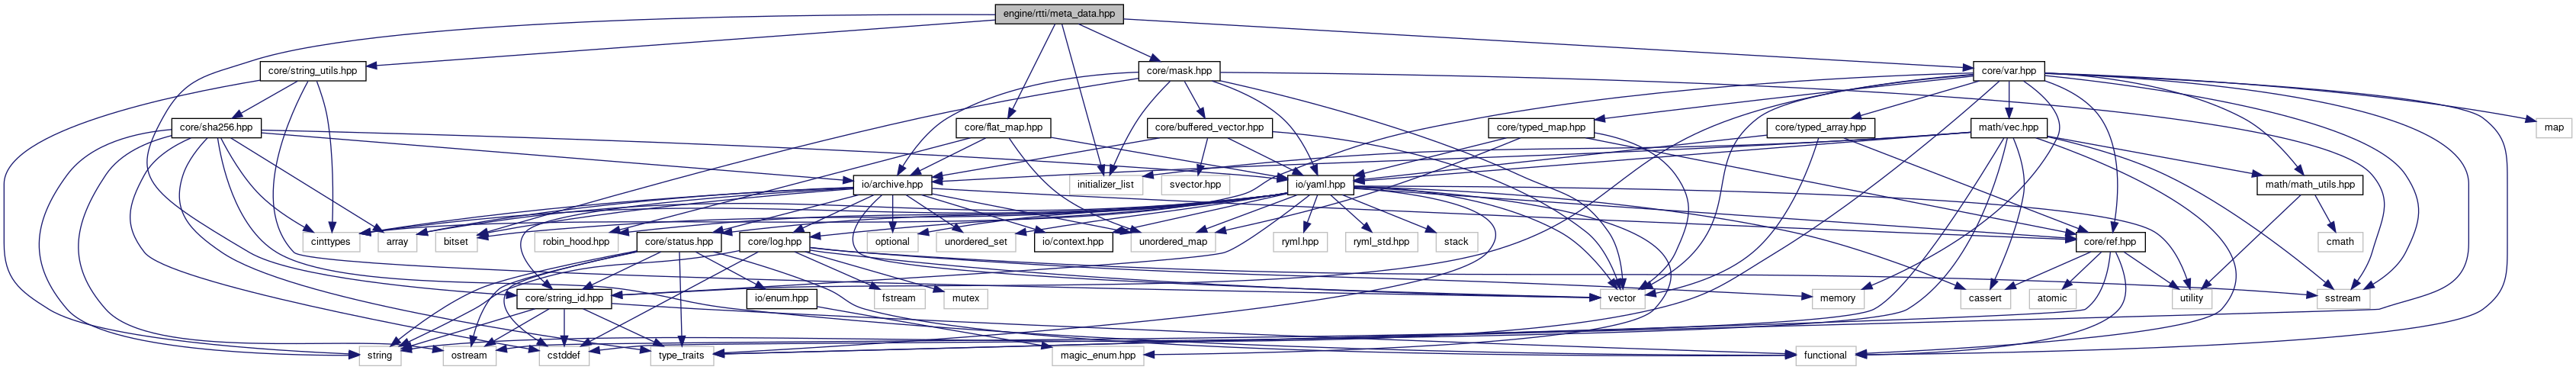 engine/rtti/meta_data.hpp
core/string_utils.hpp
core/mask.hpp
core/var.hpp
core/sha256.hpp
core/flat_map.hpp
core/buffered_vector.hpp
core/typed_map.hpp
core/typed_array.hpp
math/vec.hpp
map
io/archive.hpp
initializer_list
svector.hpp
io/yaml.hpp
math/math_utils.hpp
cinttypes
array
bitset
robin_hood.hpp
core/status.hpp
core/log.hpp
optional
unordered_set
io/context.hpp
unordered_map
ryml.hpp
ryml_std.hpp
stack
core/ref.hpp
cmath
core/string_id.hpp
io/enum.hpp
fstream
mutex
vector
memory
cassert
atomic
utility
sstream
string
ostream
cstddef
type_traits
magic_enum.hpp
functional